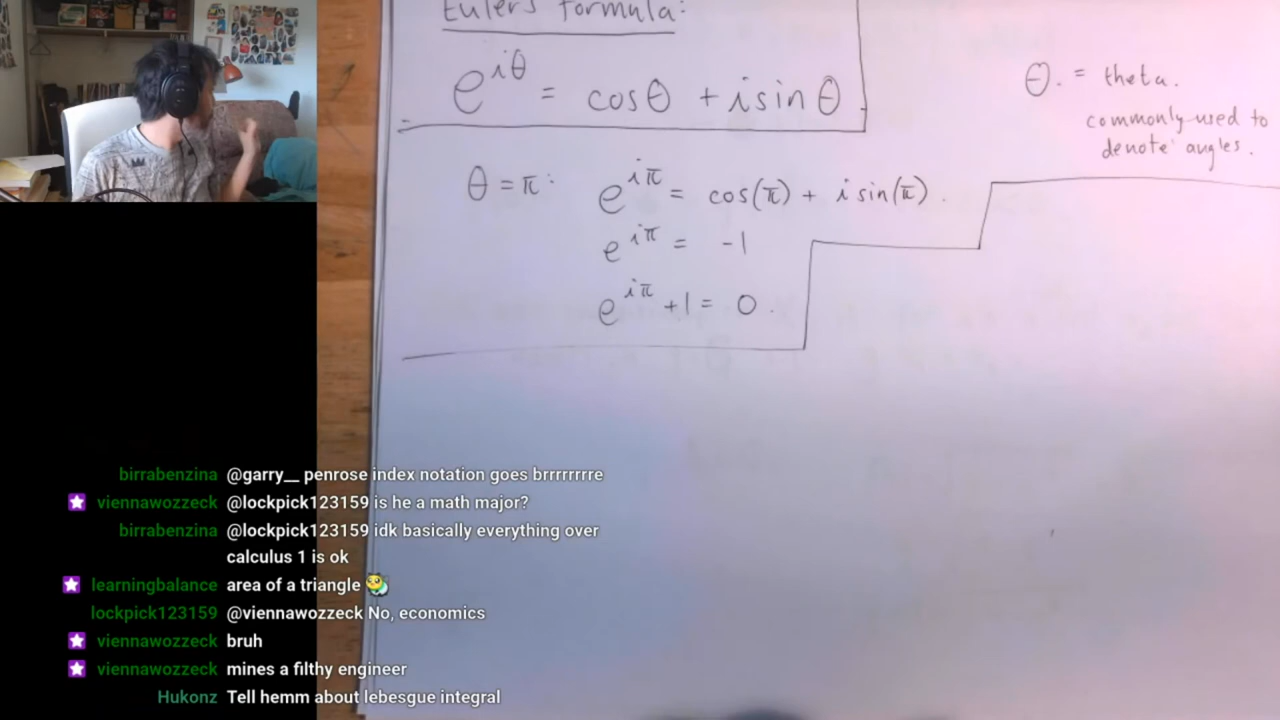 Eulers formula:
e^{iθ} = cosθ + i sin θ.
θ. = theta.
commonly used to
denote angles.
θ = π: e^{iπ} = cos(π) + i sin(π).
e^{iπ} = -1
e^{iπ} +1 = 0.
birrabenzina @garry__ penrose index notation goes brrrrrrrre
viennawozzeck @lockpick123159 is he a math major?
birrabenzina @lockpick123159 idk basically everything over
calculus 1 is ok
learningbalance area of a triangle
lockpick123159 @viennawozzeck No, economics
viennawozzeck bruh
viennawozzeck mines a filthy engineer
Hukonz Tell hemm about lebesgue integral